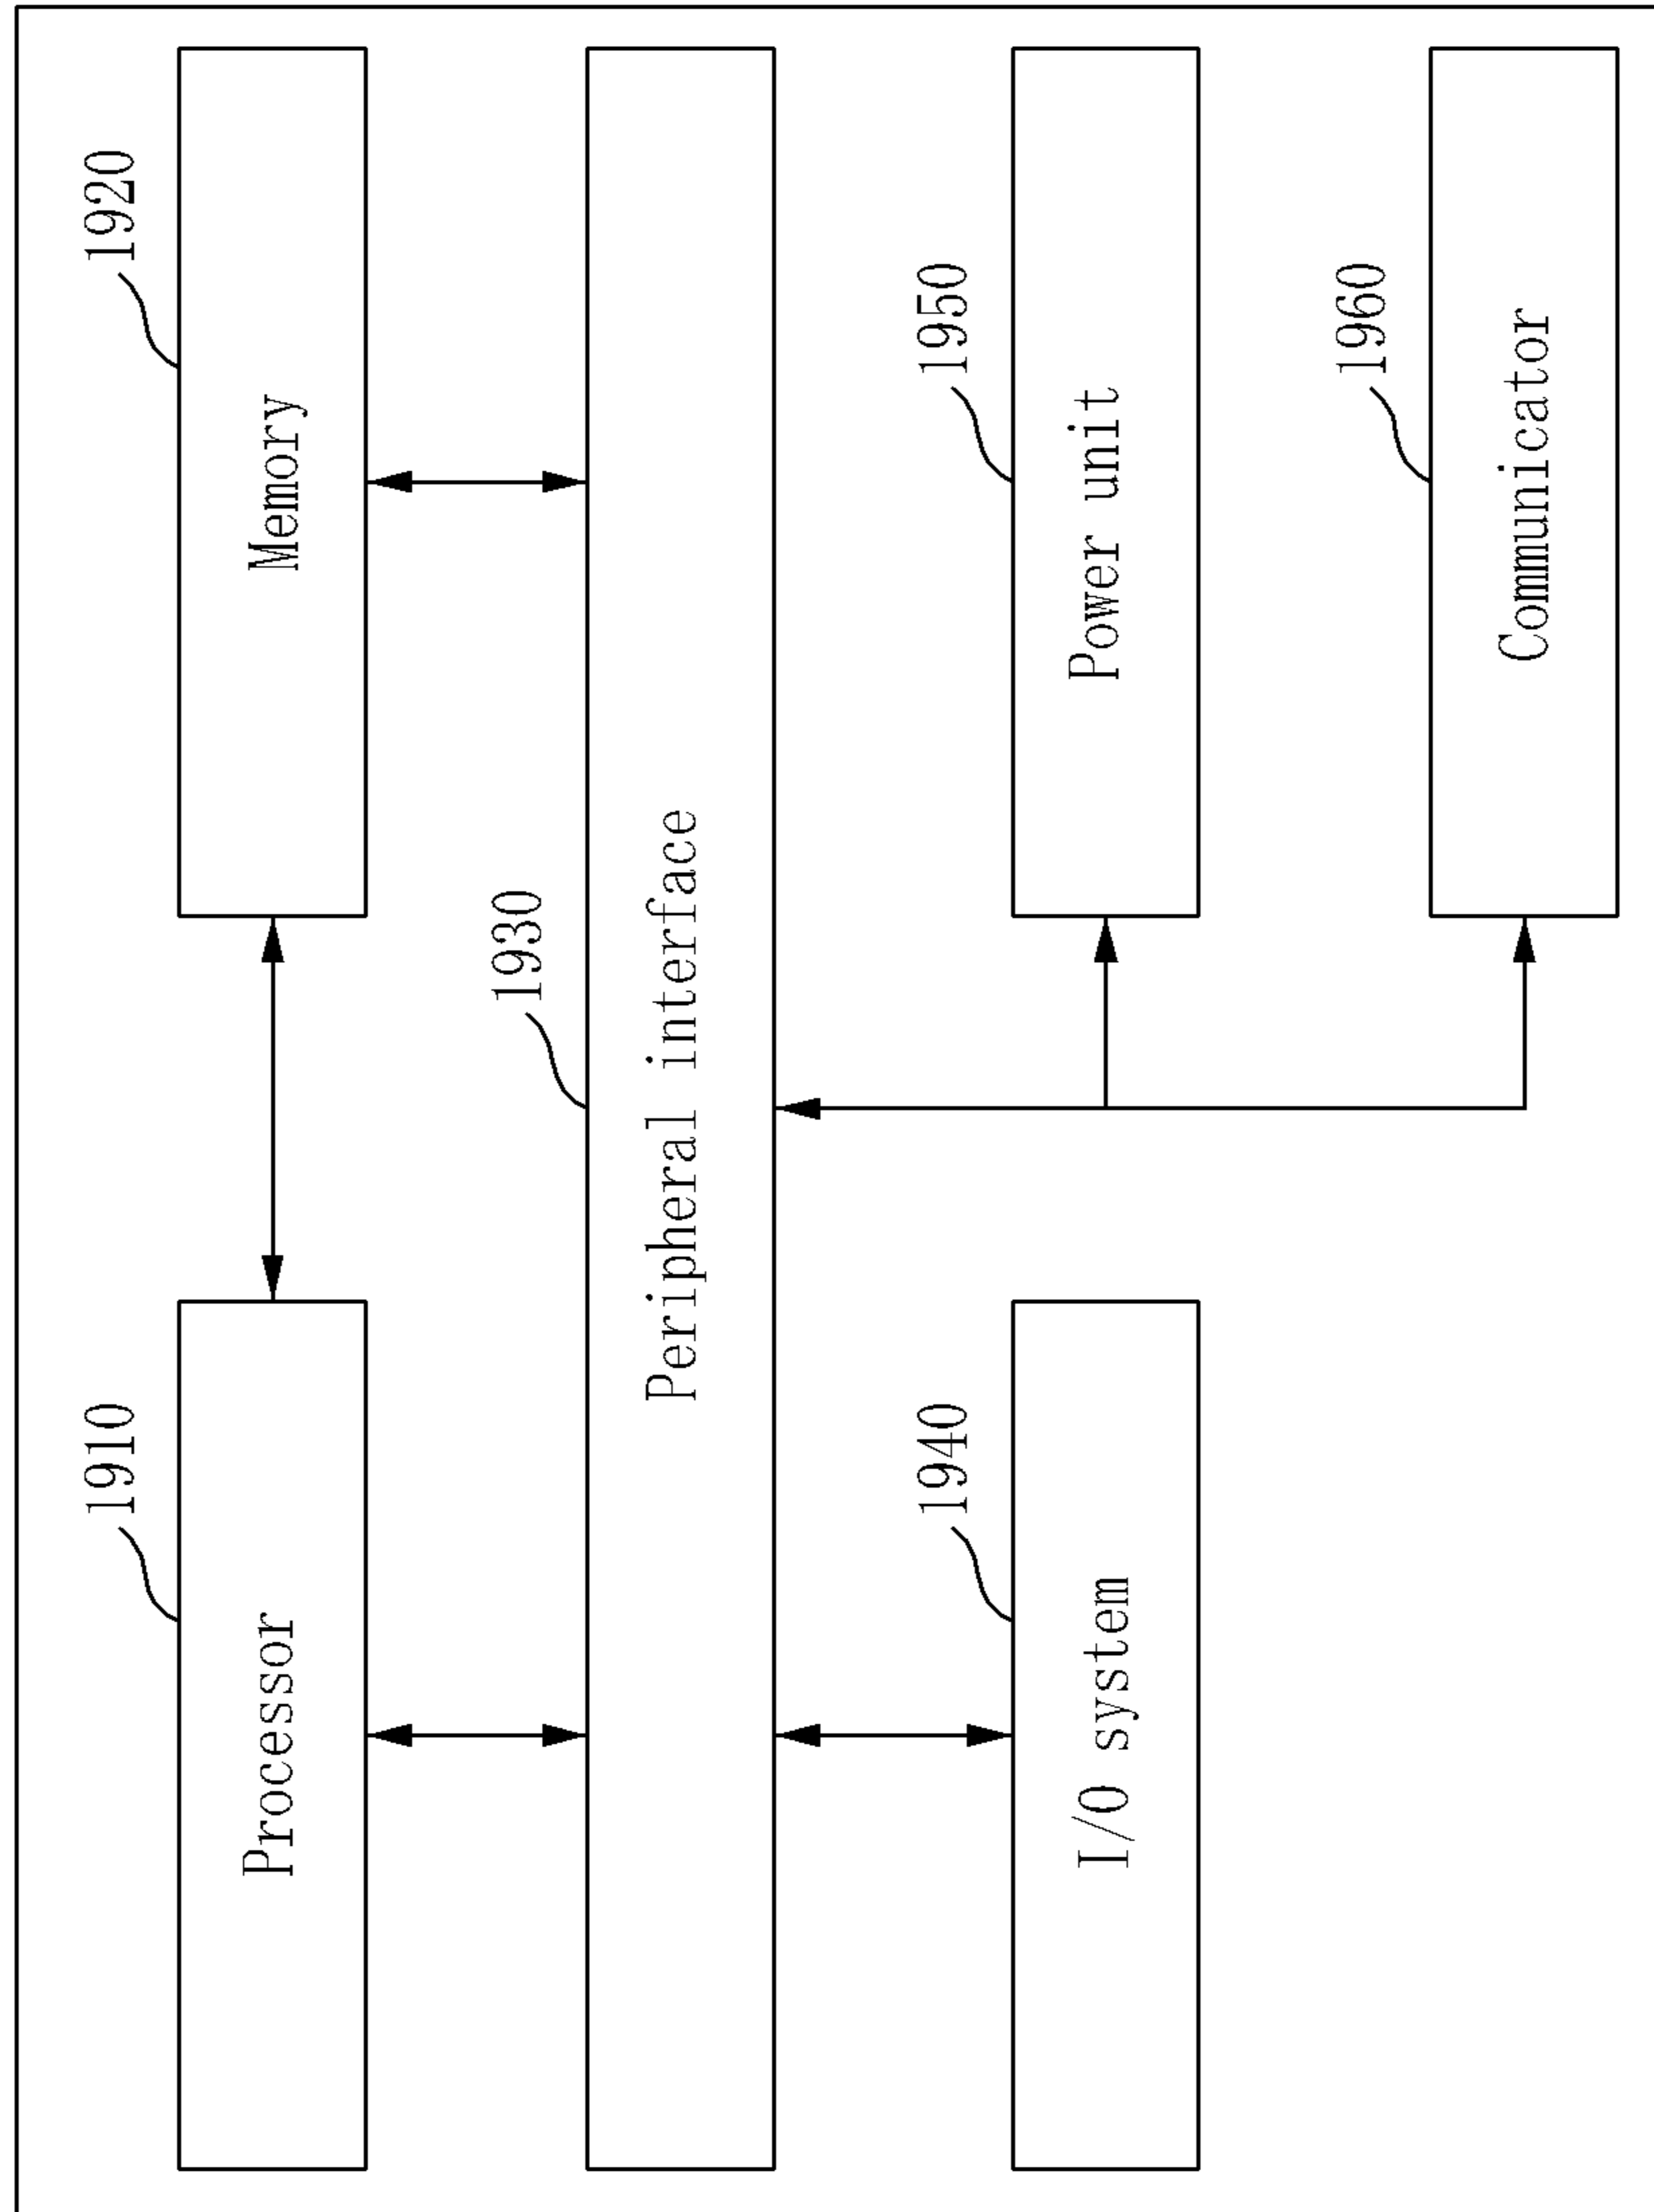 1910
Processor
1920
Memory
1930
Peripheral interface
1940
I/O system
1950
Power unit
1960
Communicator